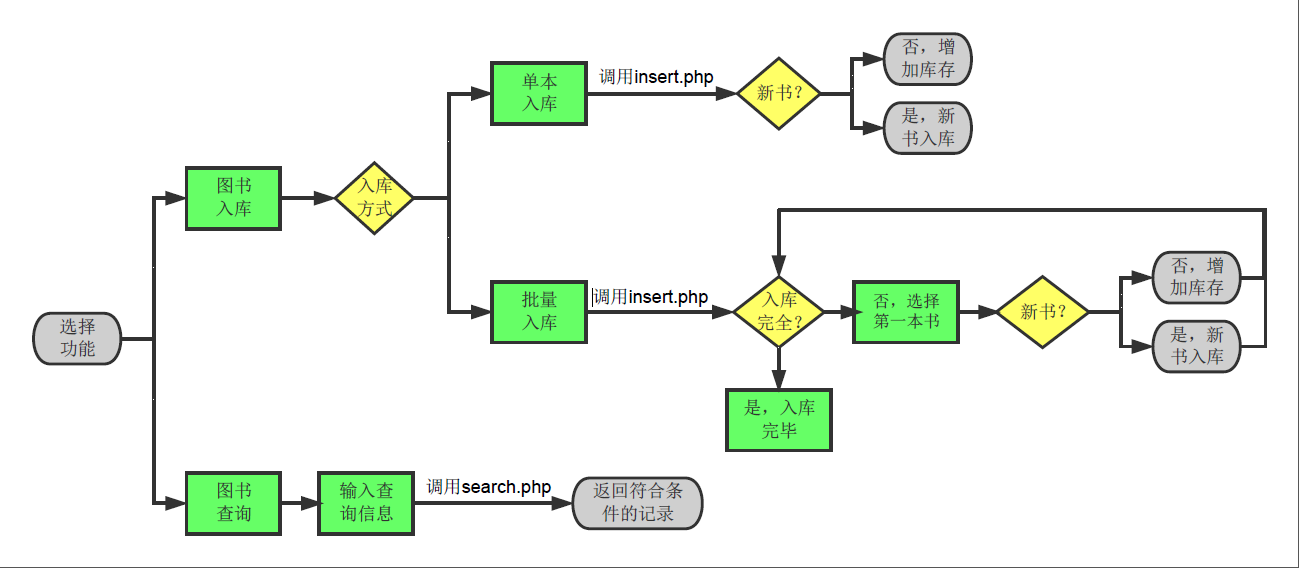 否，增
加库存
单本
入库
调用insert.php
新书？
是，新
书入库
图书
入库
入库
方式
批量
入库
调用insert.php
入库
完全？
否，选择
第一本书
新书？
否，增
加库存
是，新
书入库
选择
功能
是，入库
完毕
图书
查询
输入查
询信息
调用search.php
返回符合条
件的记录